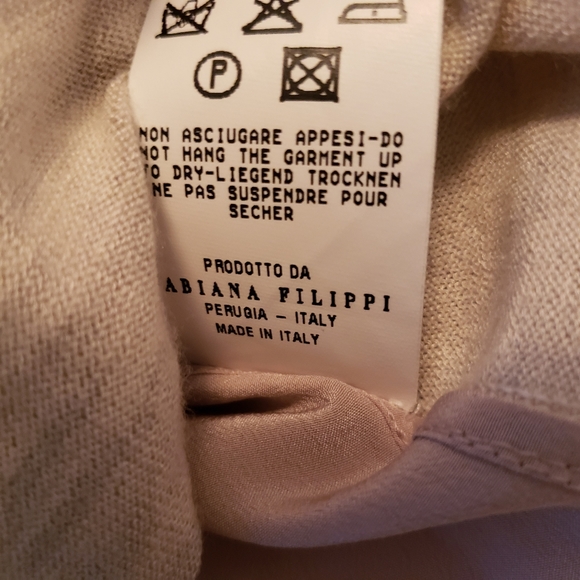 P
NON ASCIUGARE APPESI-DO
NOT HANG THE GARMENT UP
TO DRY-LIEGEND TROCKNEN
NE PAS SUSPENDRE POUR
SECHER
PRODOTTO DA
ABIANA FILIPPI
PERUGIA - ITALY
MADE IN ITALY